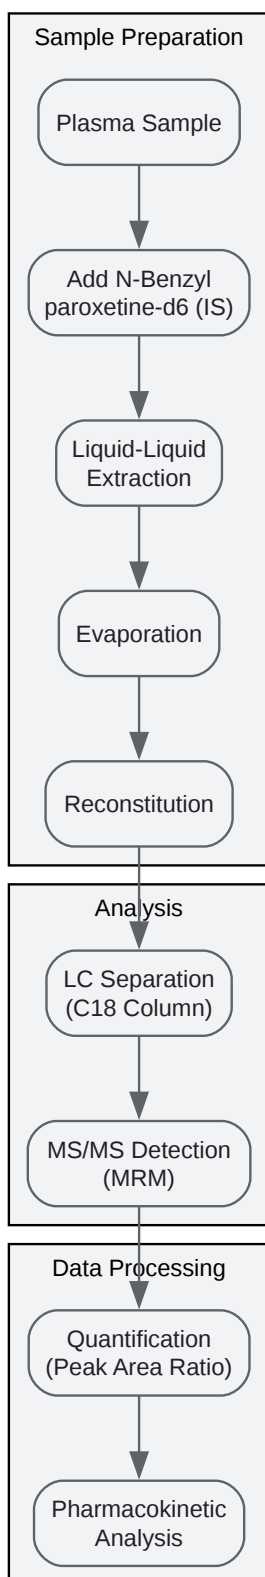 Sample Preparation
Plasma Sample
Add N-Benzyl
paroxetine-d6 (IS)
Liquid-Liquid
Extraction
Evaporation
Reconstitution
Analysis
LC Separation
(C18 Column)
MS/MS Detection
(MRM)
Data Processing
Quantification
(Peak Area Ratio)
Pharmacokinetic
Analysis